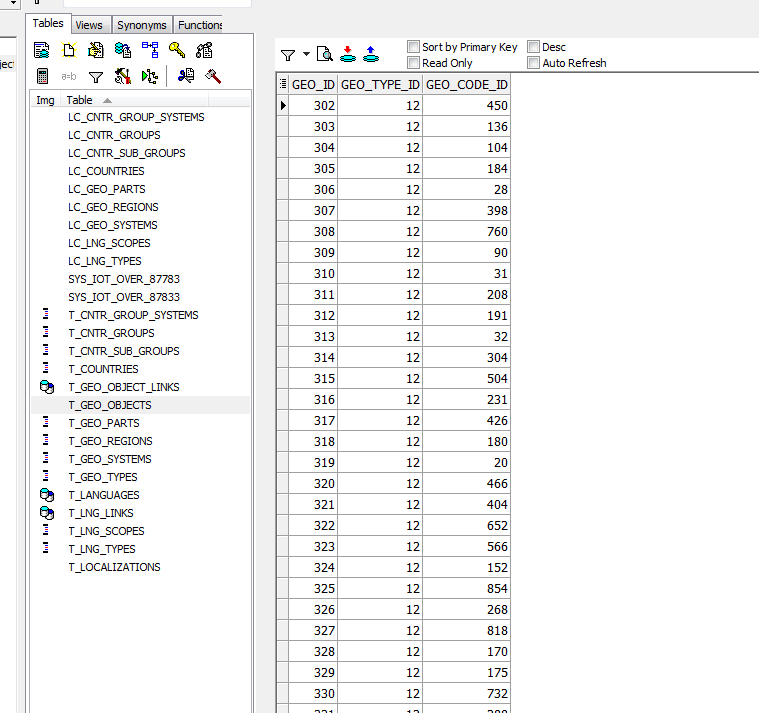 Tables Views Synonyms Functions
ject
Sort by Primary Key Desc
Read Only Auto Refresh
a=b
Img Table
LC_CNTR_GROUP_SYSTEMS
LC_CNTR_GROUPS
LC_CNTR_SUB_GROUPS
LC_COUNTRIES
LC_GEO_PARTS
LC_GEO_REGIONS
LC_GEO_SYSTEMS
LC_LNG_SCOPES
LC_LNG_TYPES
SYS_IOT_OVER_87783
SYS_IOT_OVER_87833
T_CNTR_GROUP_SYSTEMS
T_CNTR_GROUPS
T_CNTR_SUB_GROUPS
T_COUNTRIES
T_GEO_OBJECT_LINKS
T_GEO_OBJECTS
T_GEO_PARTS
T_GEO_REGIONS
T_GEO_SYSTEMS
T_GEO_TYPES
T_LANGUAGES
T_LNG_LINKS
T_LNG_SCOPES
T_LNG_TYPES
T_LOCALIZATIONS
GEO_ID GEO_TYPE_ID GEO_CODE_ID
302 12 450
303 12 136
304 12 104
305 12 184
306 12 28
307 12 398
308 12 760
309 12 90
310 12 31
311 12 208
312 12 191
313 12 32
314 12 304
315 12 504
316 12 231
317 12 426
318 12 180
319 12 20
320 12 466
321 12 404
322 12 652
323 12 566
324 12 152
325 12 854
326 12 268
327 12 818
328 12 170
329 12 175
330 12 732